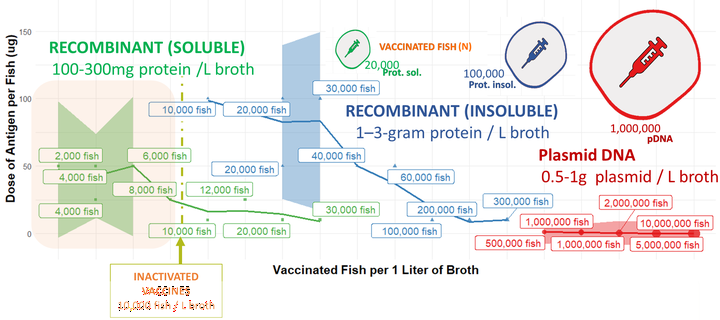 RECOMBINANT (SOLUBLE)
100-300mg protein /L broth
VACCINATED FISH (N)
20,000
Prot. sol.
100,000
Prot. insol.
1,000,000
pDNA
RECOMBINANT (INSOLUBLE)
1–3-gram protein / L broth
Plasmid DNA
0.5-1g plasmid / L broth
Dose of Antigen per Fish (ug)
150
100
50
0
2,000 fish
4,000 fish
4,000 fish
6,000 fish
8,000 fish
10,000 fish
12,000 fish
20,000 fish
30,000 fish
10,000 fish
20,000 fish
30,000 fish
20,000 fish
40,000 fish
60,000 fish
100,000 fish
200,000 fish
300,000 fish
500,000 fish
1,000,000 fish
1,000,000 fish
2,000,000 fish
5,000,000 fish
10,000,000 fish
Vaccinated Fish per 1 Liter of Broth
INACTIVATED
VACCINES
10,000 fish / L broth